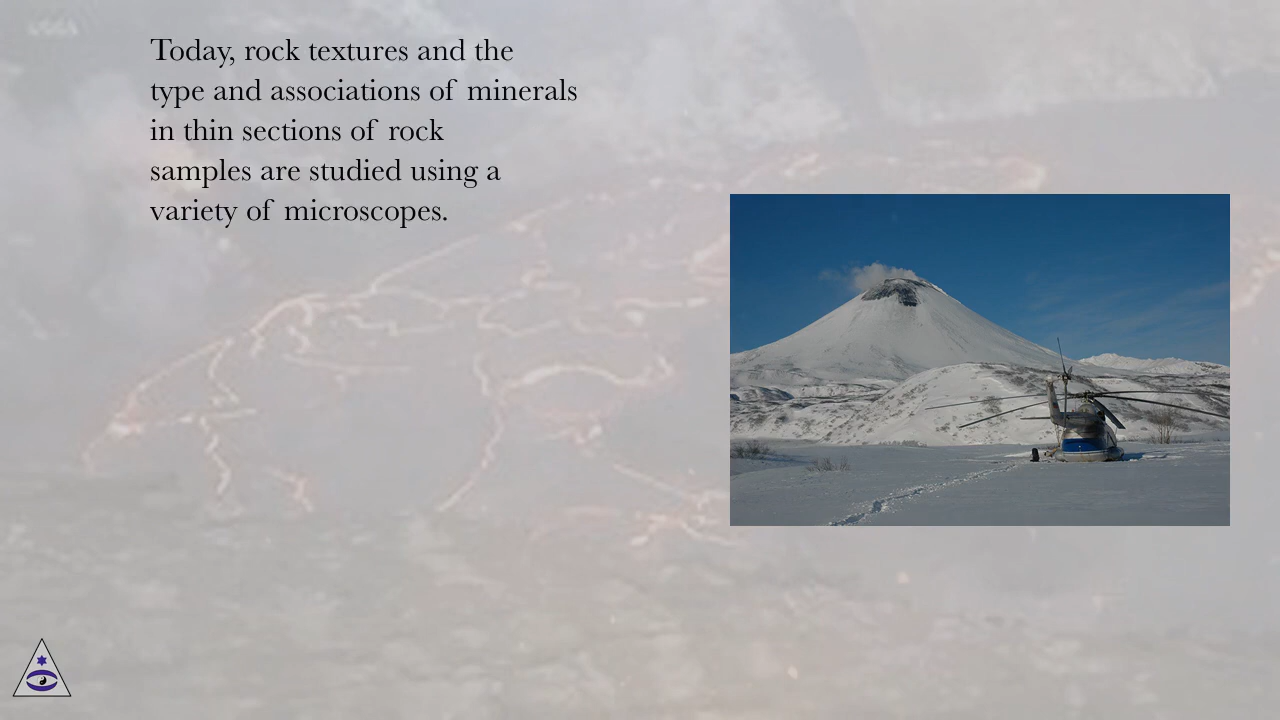 Today, rock textures and the
type and associations of minerals
in thin sections of rock
samples are studied using a
variety of microscopes.